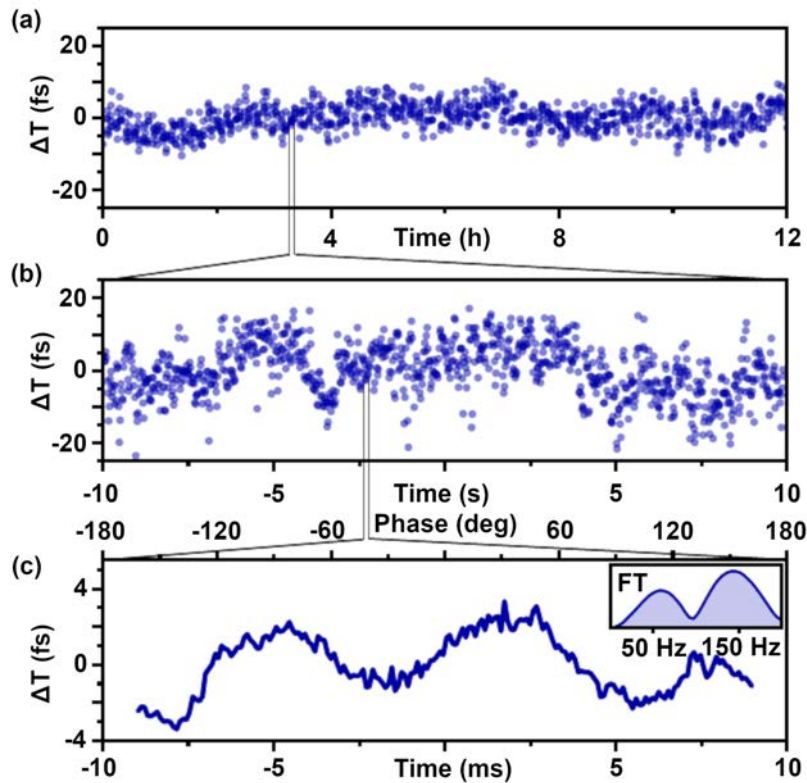 (a)
20
0
-20
ΔT (fs)
0 4 Time (h) 8 12
(b)
20
0
-20
ΔT (fs)
-10 -5 Time (s) 5 10
-180 -120 -60 Phase (deg) 60 120 180
(c)
4
0
-4
ΔT (fs)
FT
50 Hz 150 Hz
-10 -5 Time (ms) 5 10